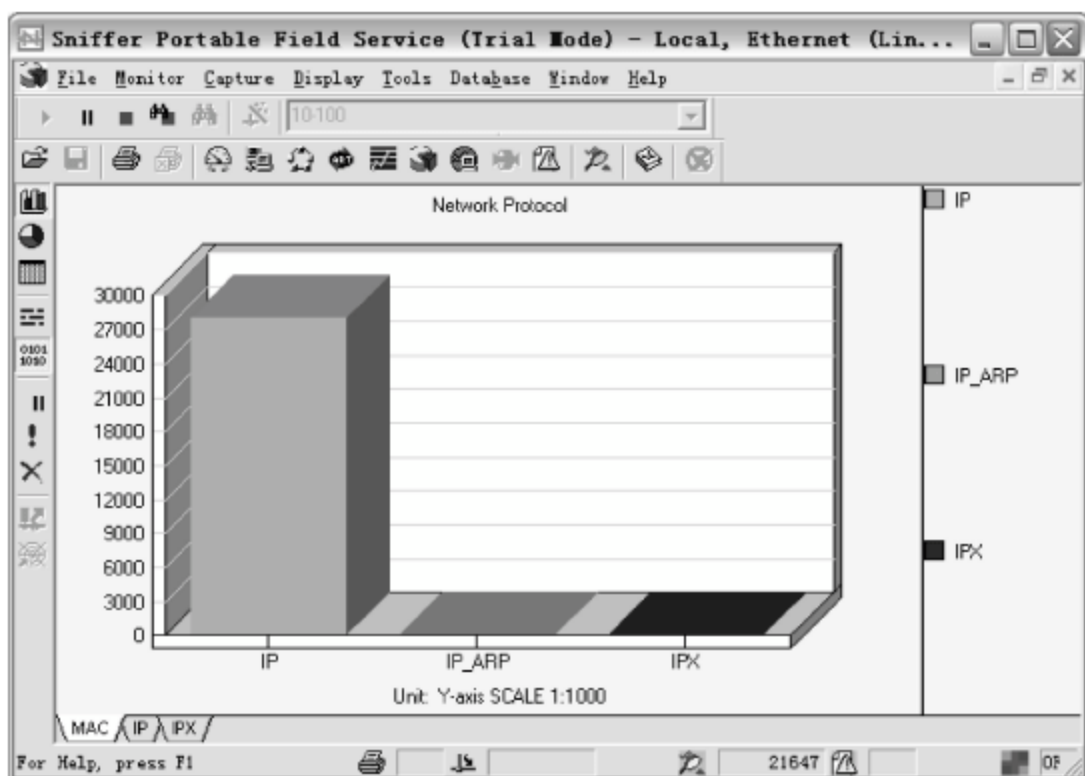 Sniffer Portable Field Service (Trial Mode) - Local, Ethernet (Lin...
File Monitor Capture Display Tools Database Window Help
10-100
Network Protocol
IP
IP_ARP
IPX
30000
27000
24000
21000
18000
15000
12000
9000
6000
3000
0
IP IP_ARP IPX
Unit: Y-axis SCALE 1:1000
MAC IP IPX
0101
1010
For Help, press F1 21647